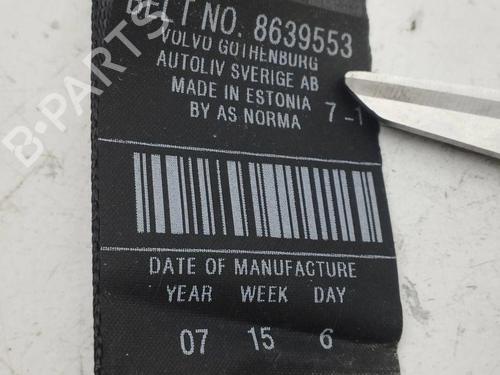 BELT NO. 8639553
VOLVO GOTHENBURG
AUTOLIV SVERIGE AB
MADE IN ESTONIA
BY AS NORMA 7-1
DATE OF MANUFACTURE
YEAR WEEK DAY
07 15 6
B-PARTS